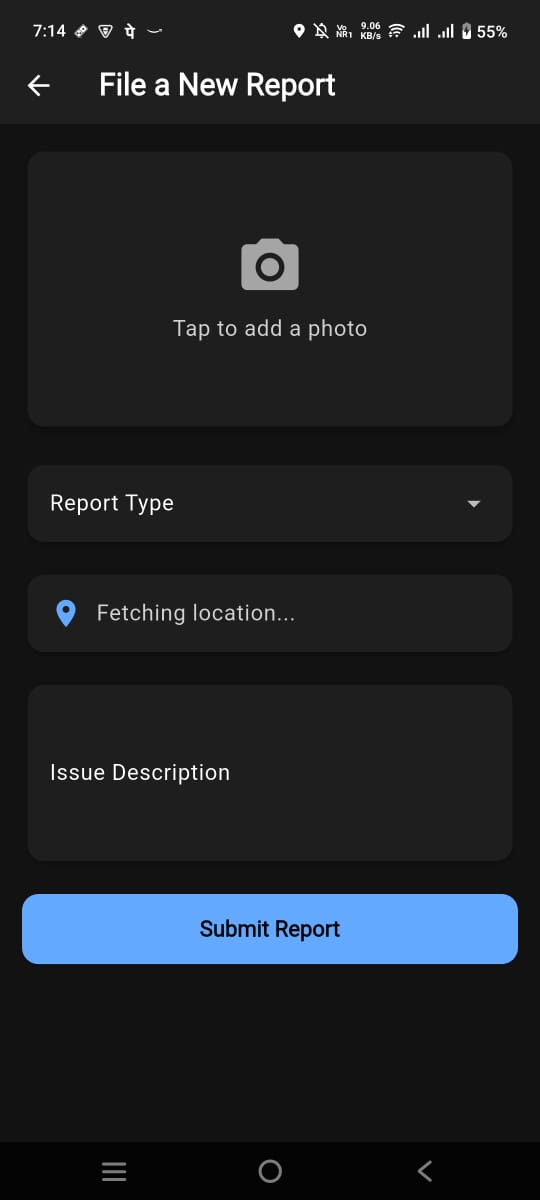 7:14 पे Vo NR1 9.06 KB/s 55%
File a New Report
Tap to add a photo
Report Type
Fetching location...
Issue Description
Submit Report